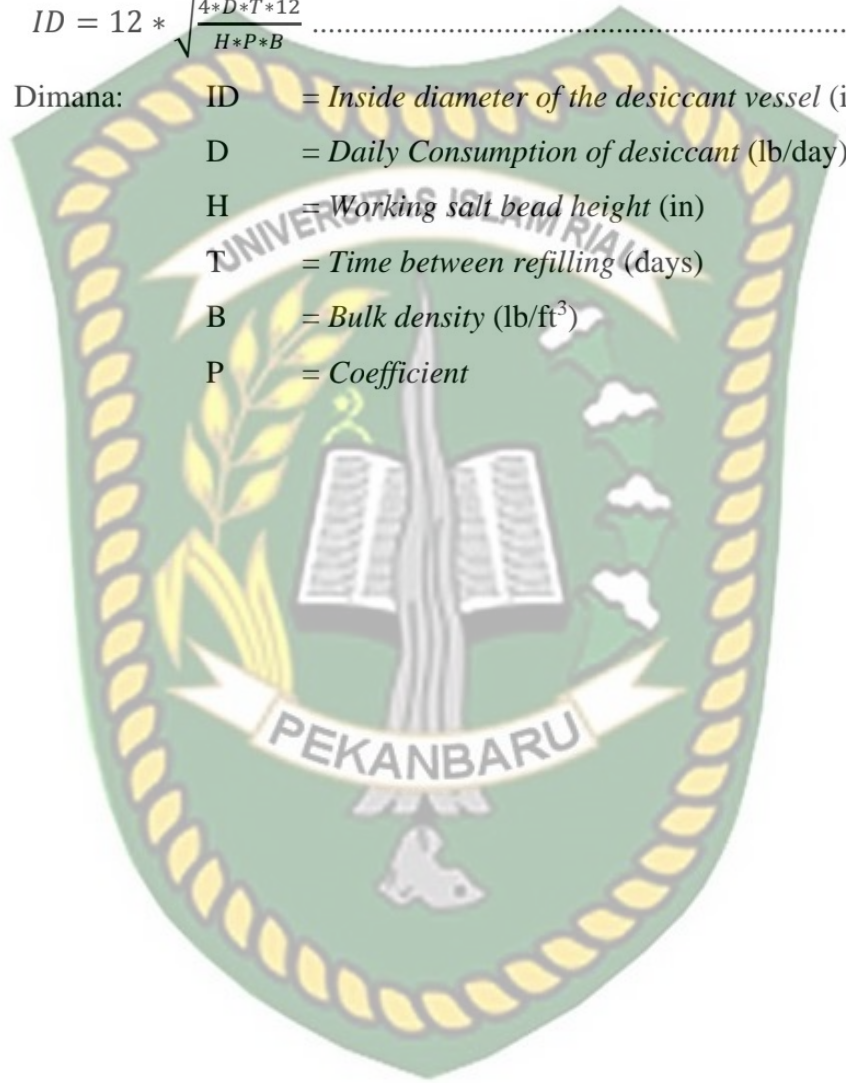 ID = 12 * √(4*D*T*12 / H*P*B) ................................................................
Dimana: ID = Inside diameter of the desiccant vessel (i
D = Daily Consumption of desiccant (lb/day)
H = Working salt bead height (in)
T = Time between refilling (days)
B = Bulk density (lb/ft³)
P = Coefficient
UNIVERSITAS ISLAM RIAU
PEKANBARU